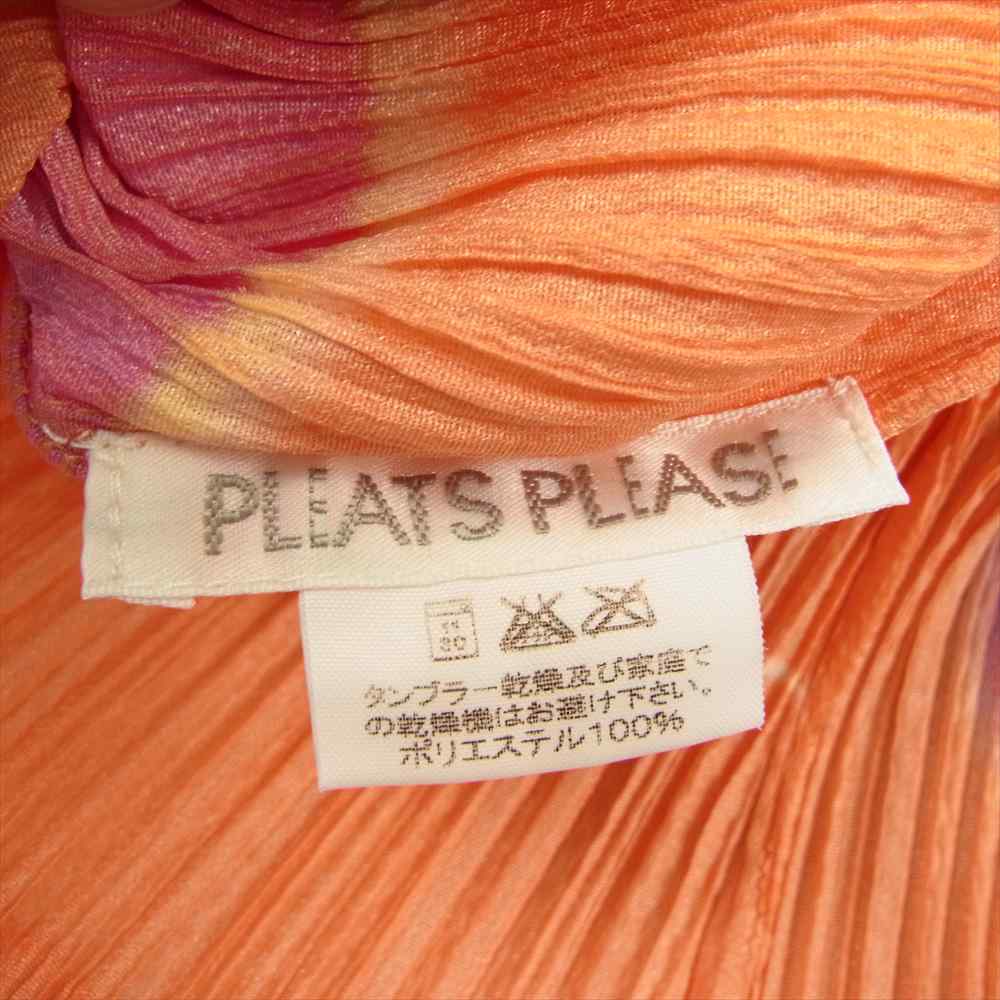 PLEATS PLEASE
タンブラー乾燥及び家庭で
の乾燥機はお避け下さい。
ポリエステル100%